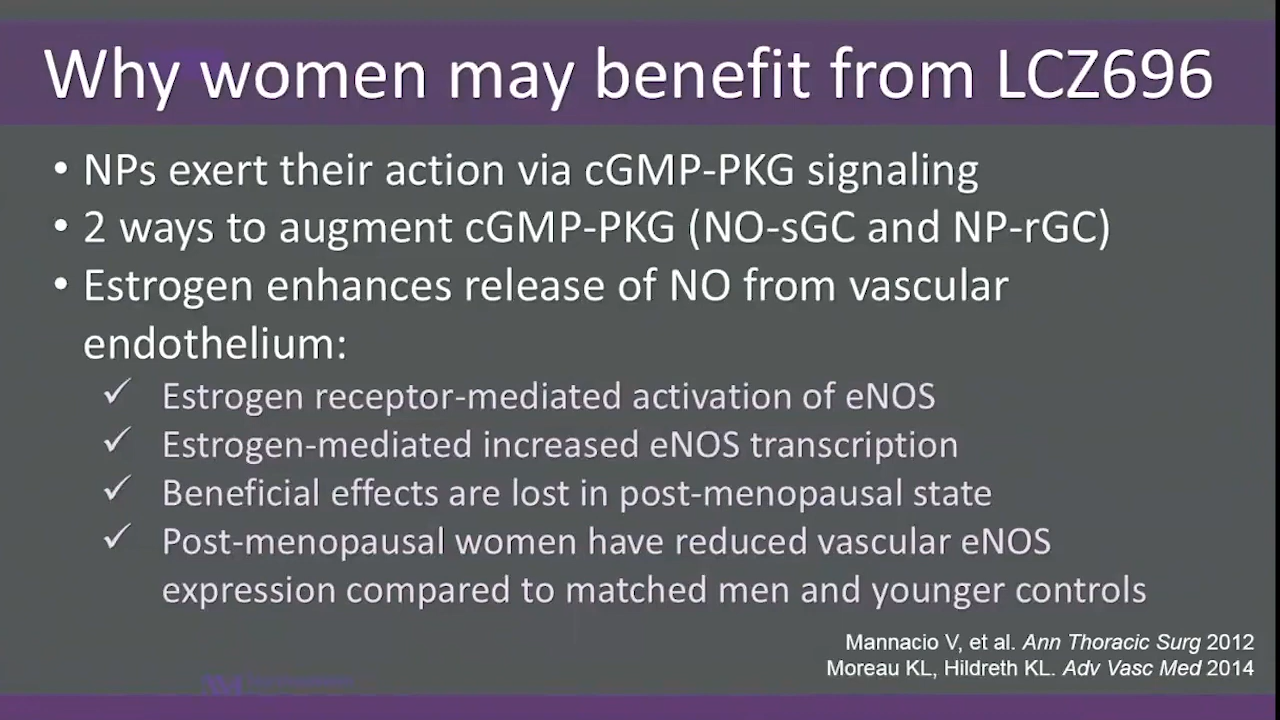 Why women may benefit from LCZ696
• NPs exert their action via cGMP-PKG signaling
• 2 ways to augment cGMP-PKG (NO-sGC and NP-rGC)
• Estrogen enhances release of NO from vascular
endothelium:
✓ Estrogen receptor-mediated activation of eNOS
✓ Estrogen-mediated increased eNOS transcription
✓ Beneficial effects are lost in post-menopausal state
✓ Post-menopausal women have reduced vascular eNOS
expression compared to matched men and younger controls
Mannacio V, et al. Ann Thoracic Surg 2012
Moreau KL, Hildreth KL. Adv Vasc Med 2014